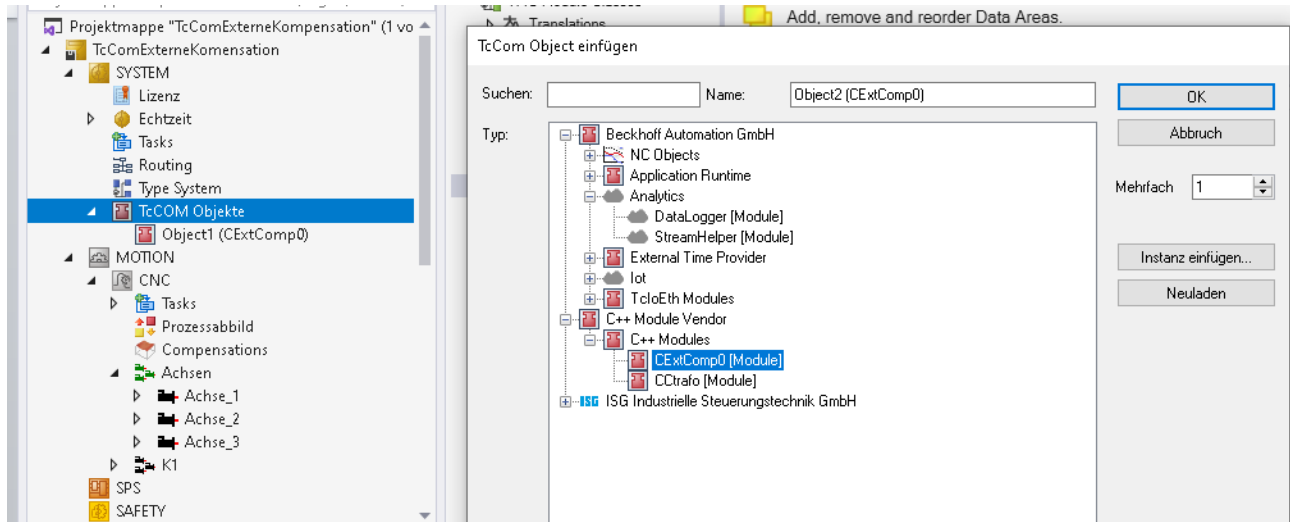 Translations
Add, remove and reorder Data Areas.
Projektmappe "TcComExterneKompensation" (1 vo
TcComExterneKomensation
SYSTEM
Lizenz
Echtzeit
Tasks
Routing
Type System
TcCOM Objekte
Object1 (CExtComp0)
MOTION
CNC
Tasks
Prozessabbild
Compensations
Achsen
Achse_1
Achse_2
Achse_3
K1
SPS
SAFETY
TcCom Object einfügen
Suchen:
Name: Object2 (CExtComp0)
OK
Abbruch
Typ:
Beckhoff Automation GmbH
NC Objects
Application Runtime
Analytics
DataLogger [Module]
StreamHelper [Module]
External Time Provider
Iot
TcIoEth Modules
C++ Module Vendor
C++ Modules
CExtComp0 [Module]
CCtrafo [Module]
ISG ISG Industrielle Steuerungstechnik GmbH
Mehrfach 1
Instanz einfügen...
Neuladen